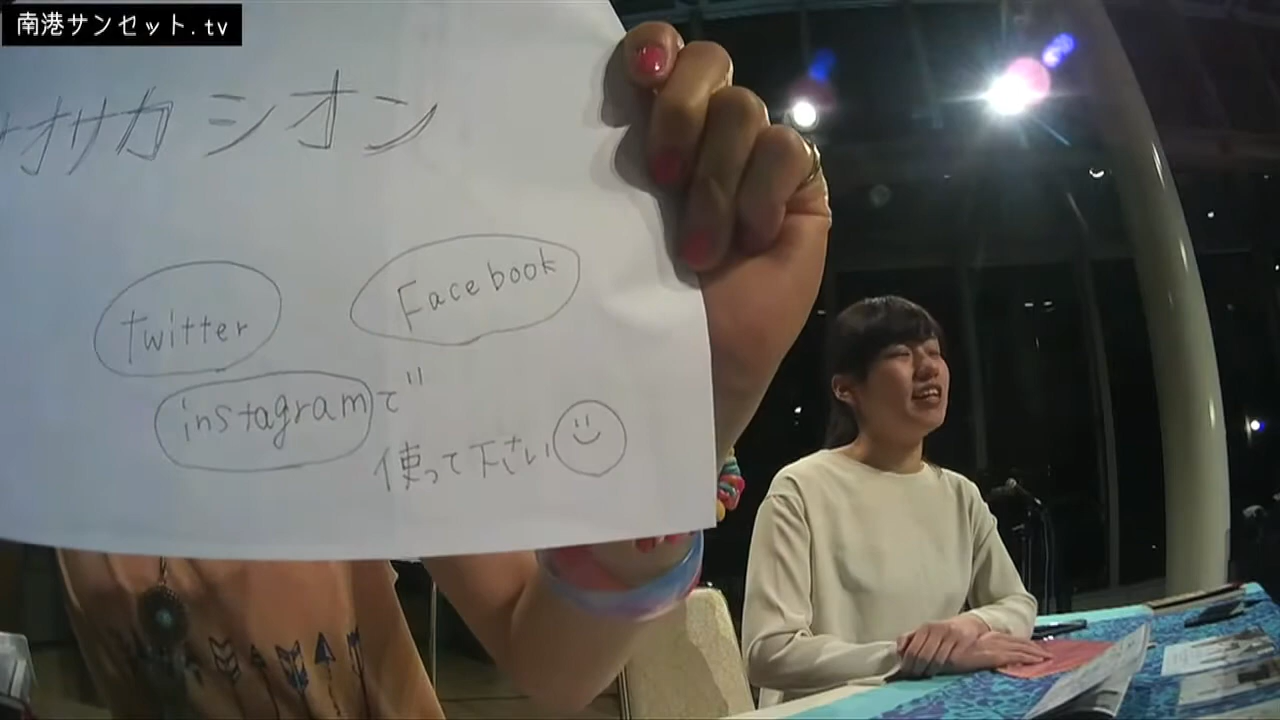 南港サンセット.tv
オオサカ シオン
twitter
Facebook
instagramで
使って下さい